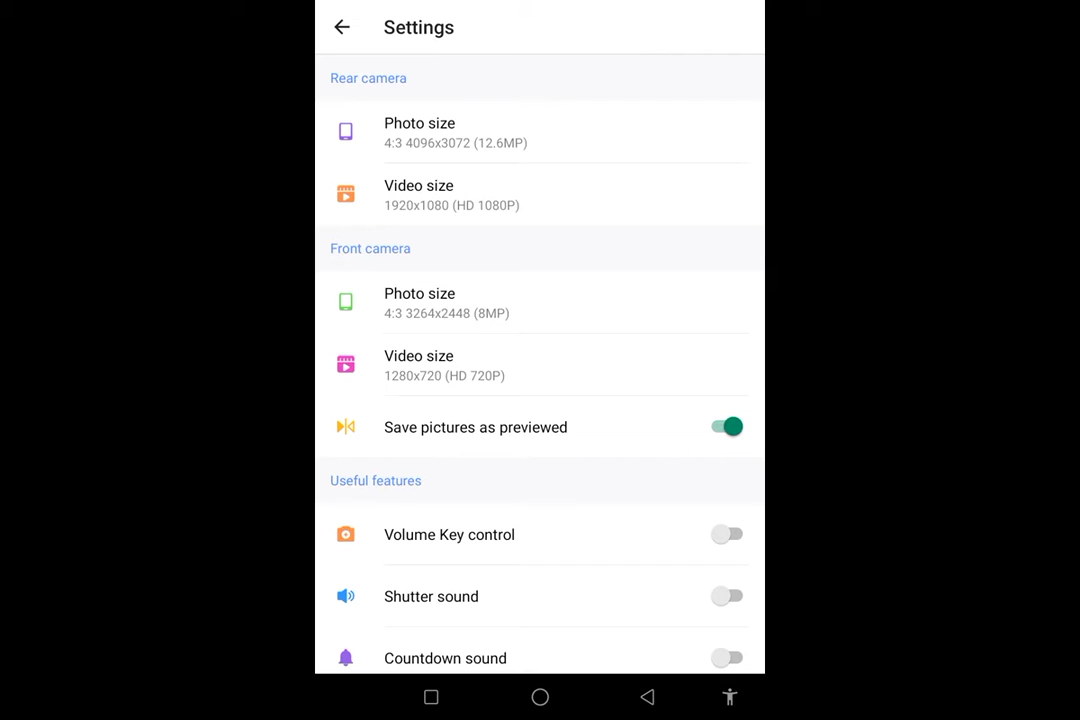 Settings
Rear camera
Photo size
4:3 4096x3072 (12.6MP)
Video size
1920x1080 (HD 1080P)
Front camera
Photo size
4:3 3264x2448 (8MP)
Video size
1280x720 (HD 720P)
Save pictures as previewed
Useful features
Volume Key control
Shutter sound
Countdown sound